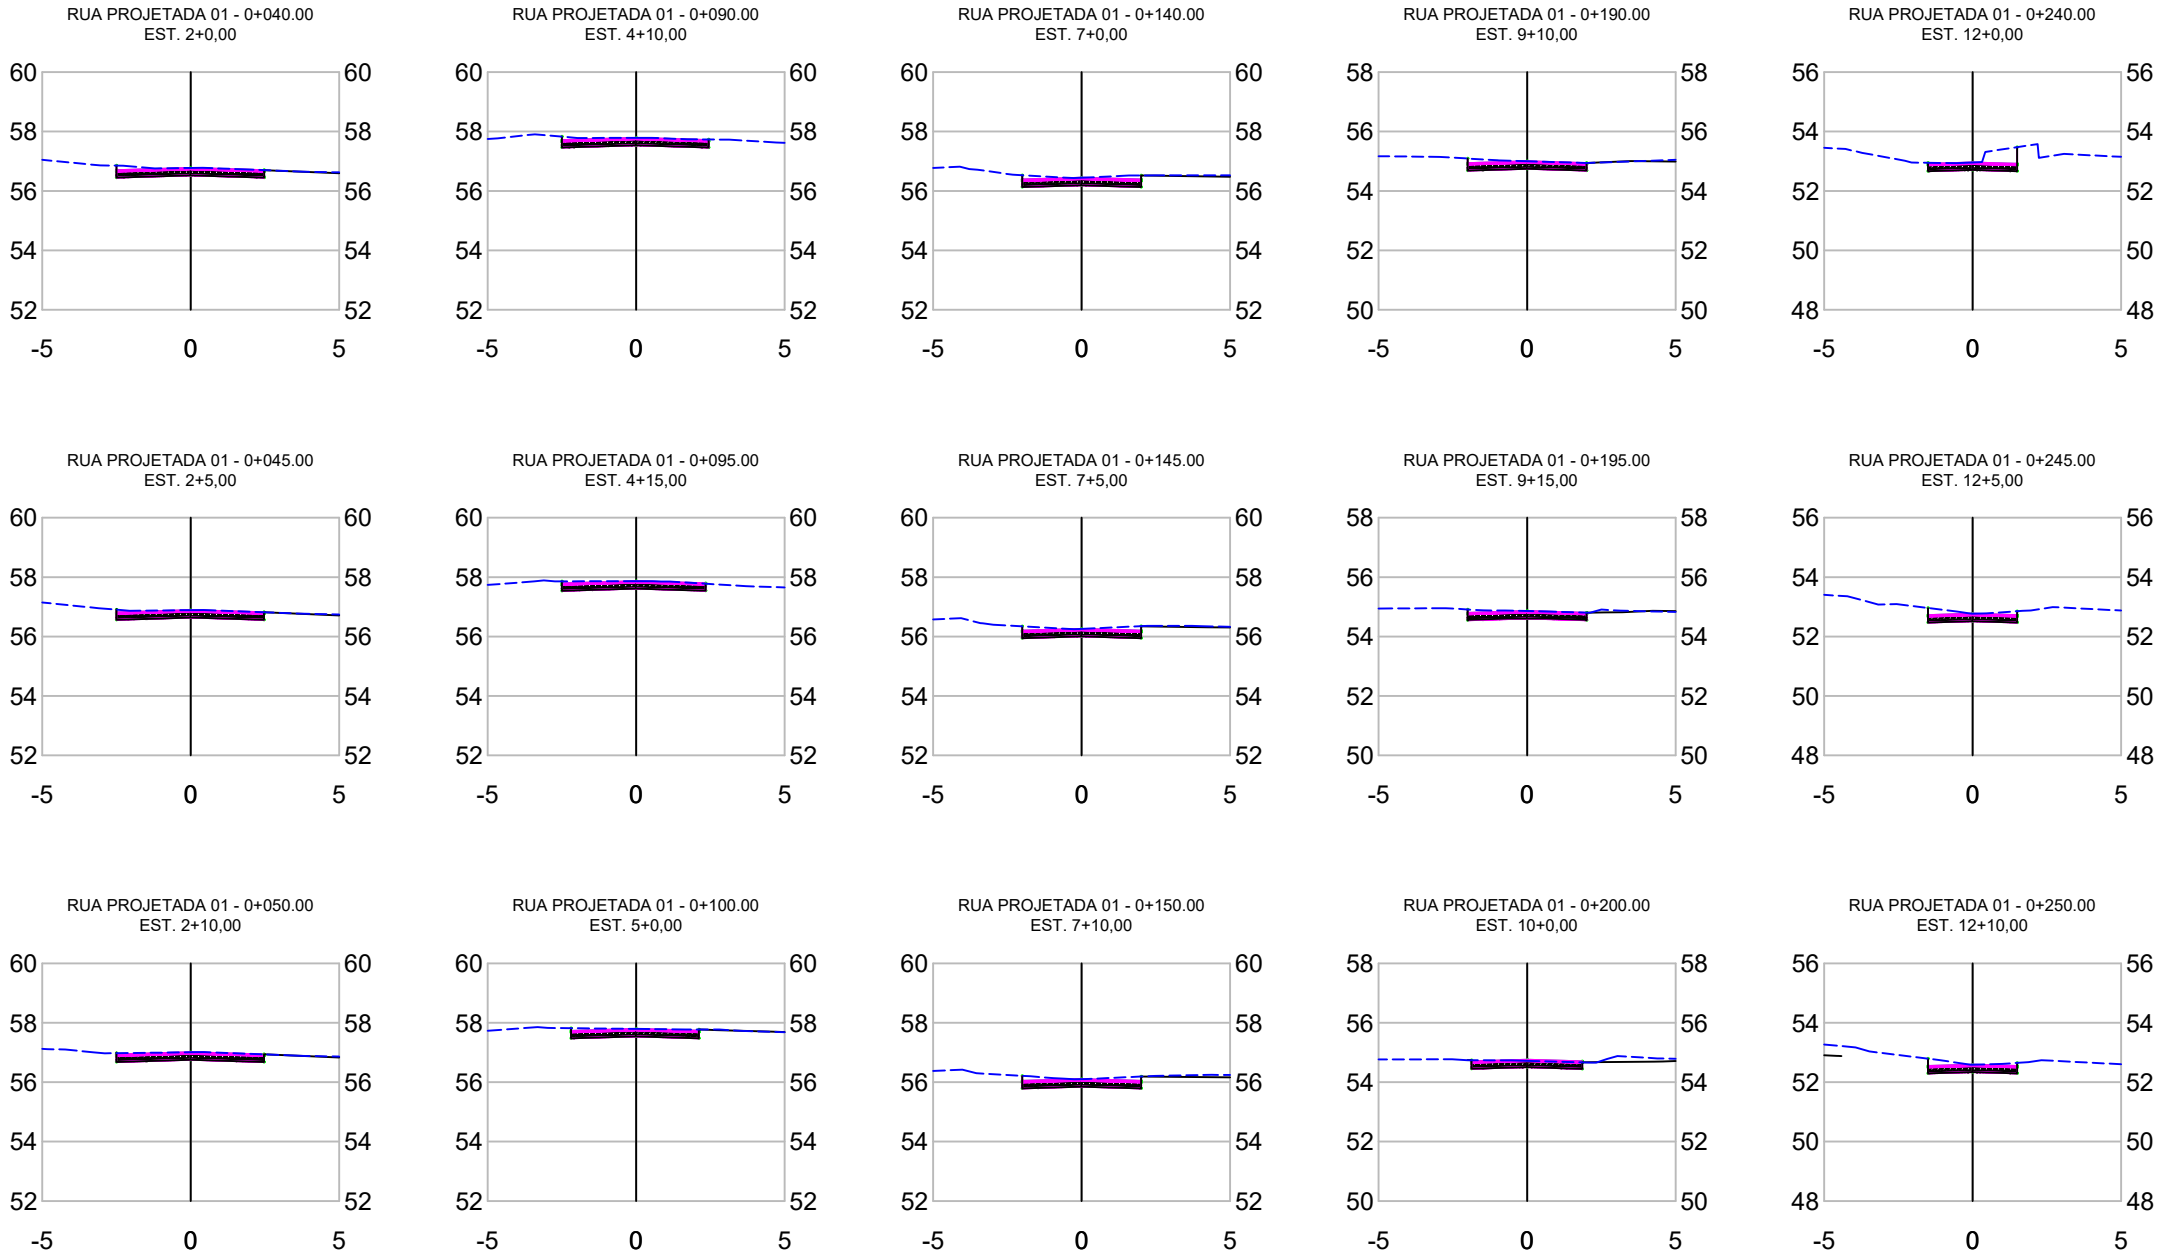 RUA PROJETADA 01 - 0+040.00
EST. 2+0,00
60 60
58 58
56 56
54 54
52 52
-5 0 5
RUA PROJETADA 01 - 0+090.00
EST. 4+10,00
60 60
58 58
56 56
54 54
52 52
-5 0 5
RUA PROJETADA 01 - 0+140.00
EST. 7+0,00
60 60
58 58
56 56
54 54
52 52
-5 0 5
RUA PROJETADA 01 - 0+190.00
EST. 9+10,00
58 58
56 56
54 54
52 52
50 50
-5 0 5
RUA PROJETADA 01 - 0+240.00
EST. 12+0,00
56 56
54 54
52 52
50 50
48 48
-5 0 5
RUA PROJETADA 01 - 0+045.00
EST. 2+5,00
60 60
58 58
56 56
54 54
52 52
-5 0 5
RUA PROJETADA 01 - 0+095.00
EST. 4+15,00
60 60
58 58
56 56
54 54
52 52
-5 0 5
RUA PROJETADA 01 - 0+145.00
EST. 7+5,00
60 60
58 58
56 56
54 54
52 52
-5 0 5
RUA PROJETADA 01 - 0+195.00
EST. 9+15,00
58 58
56 56
54 54
52 52
50 50
-5 0 5
RUA PROJETADA 01 - 0+245.00
EST. 12+5,00
56 56
54 54
52 52
50 50
48 48
-5 0 5
RUA PROJETADA 01 - 0+050.00
EST. 2+10,00
60 60
58 58
56 56
54 54
52 52
-5 0 5
RUA PROJETADA 01 - 0+100.00
EST. 5+0,00
60 60
58 58
56 56
54 54
52 52
-5 0 5
RUA PROJETADA 01 - 0+150.00
EST. 7+10,00
60 60
58 58
56 56
54 54
52 52
-5 0 5
RUA PROJETADA 01 - 0+200.00
EST. 10+0,00
58 58
56 56
54 54
52 52
50 50
-5 0 5
RUA PROJETADA 01 - 0+250.00
EST. 12+10,00
56 56
54 54
52 52
50 50
48 48
-5 0 5